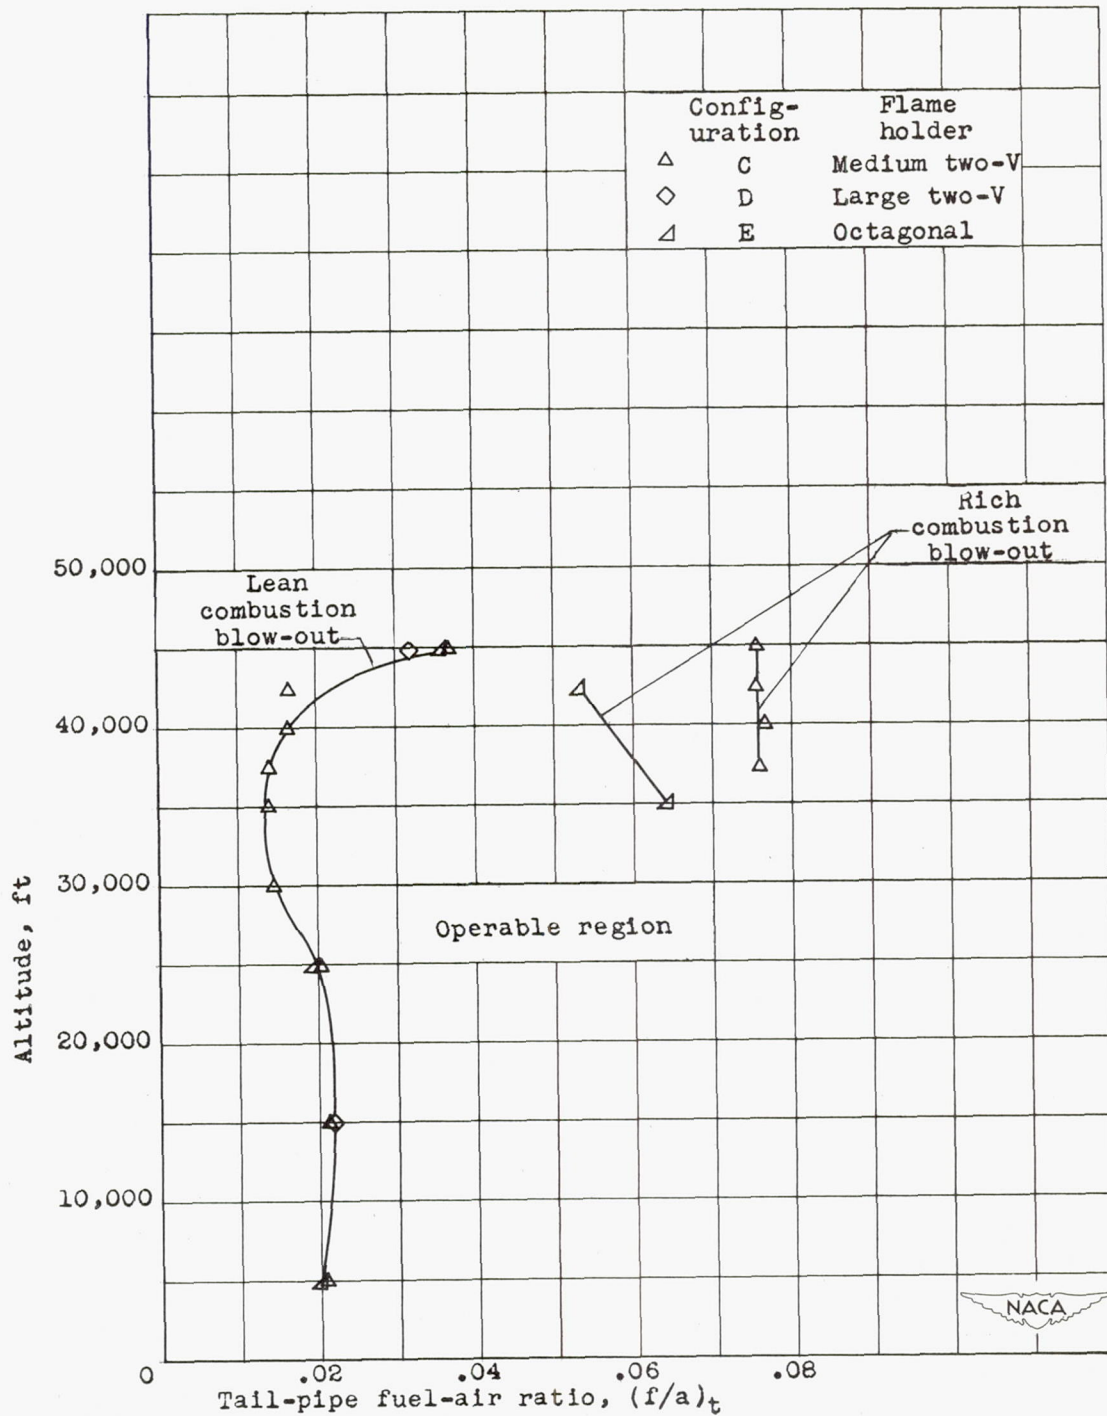 Config-
uration
Flame
holder
C Medium two-V
D Large two-V
E Octagonal
Rich
combustion
blow-out
50,000
Lean
combustion
blow-out
40,000
30,000
Operable region
20,000
10,000
Altitude, ft
NACA
0 .02 .04 .06 .08
Tail-pipe fuel-air ratio, (f/a)t